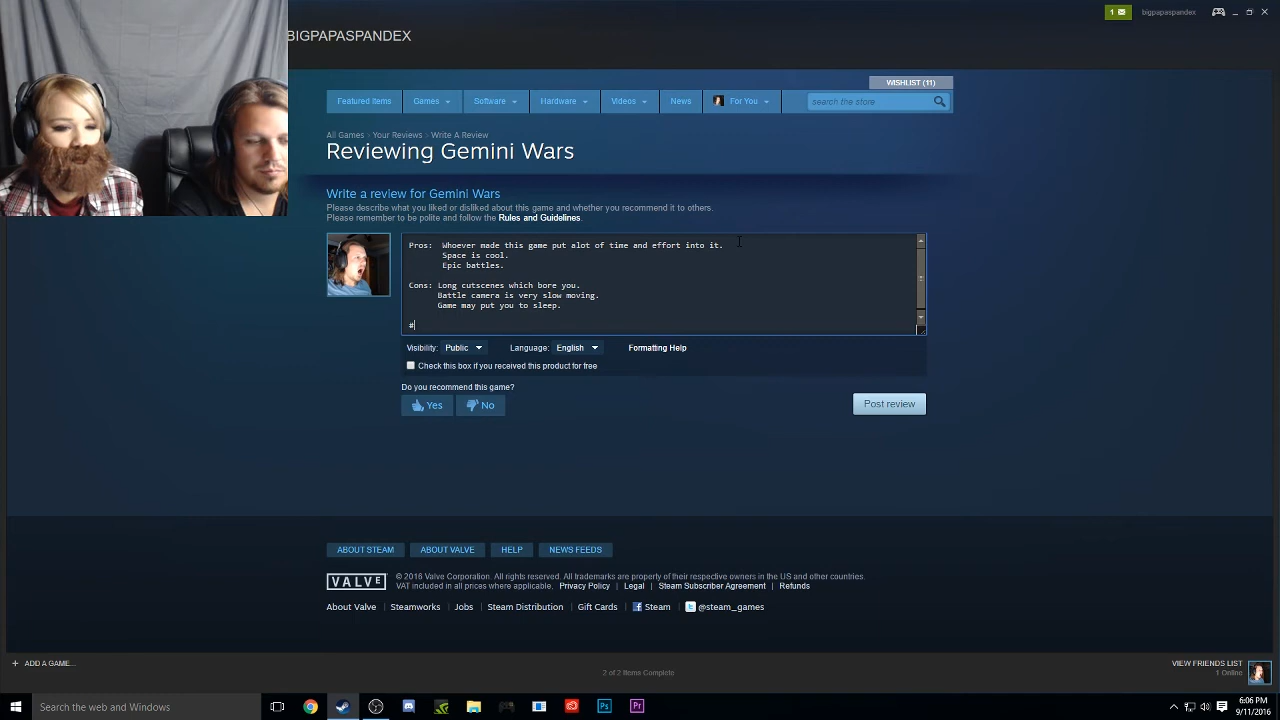 1
bigpapaspandex
BIGPAPASPANDEX
WISHLIST (11)
Featured Items Games Software Hardware Videos News For You search the store
All Games > Your Reviews > Write A Review
Reviewing Gemini Wars
Write a review for Gemini Wars
Please describe what you liked or disliked about this game and whether you recommend it to others.
Please remember to be polite and follow the Rules and Guidelines.
Pros: Whoever made this game put alot of time and effort into it.
Space is cool.
Epic battles.
Cons: Long cutscenes which bore you.
Battle camera is very slow moving.
Game may put you to sleep.
#
Visibility: Public Language: English Formatting Help
Check this box if you received this product for free
Do you recommend this game?
Yes No Post review
ABOUT STEAM ABOUT VALVE HELP NEWS FEEDS
VALVE © 2016 Valve Corporation. All rights reserved. All trademarks are property of their respective owners in the US and other countries.
VAT included in all prices where applicable. Privacy Policy | Legal | Steam Subscriber Agreement | Refunds
About Valve | Steamworks | Jobs | Steam Distribution | Gift Cards | Steam | @steam_games
+ ADD A GAME...
2 of 2 Items Complete
VIEW FRIENDS LIST
1 Online
Search the web and Windows
Ps Pr
6:06 PM
9/11/2016